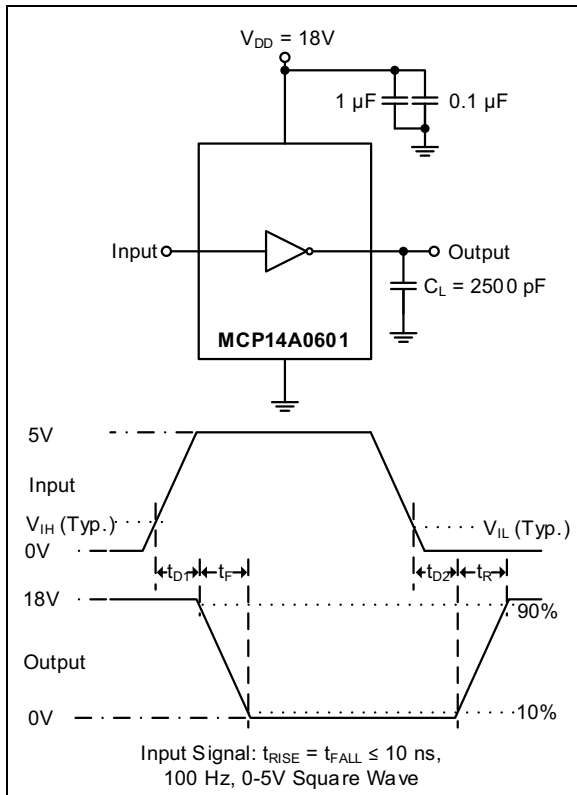 V_DD = 18V
1 µF
0.1 µF
Input
Output
C_L = 2500 pF
MCP14A0601
5V
Input
V_IH (Typ.)
V_IL (Typ.)
0V
t_D1
t_F
t_D2
t_R
18V
90%
Output
0V
10%
Input Signal: t_RISE = t_FALL ≤ 10 ns,
100 Hz, 0-5V Square Wave